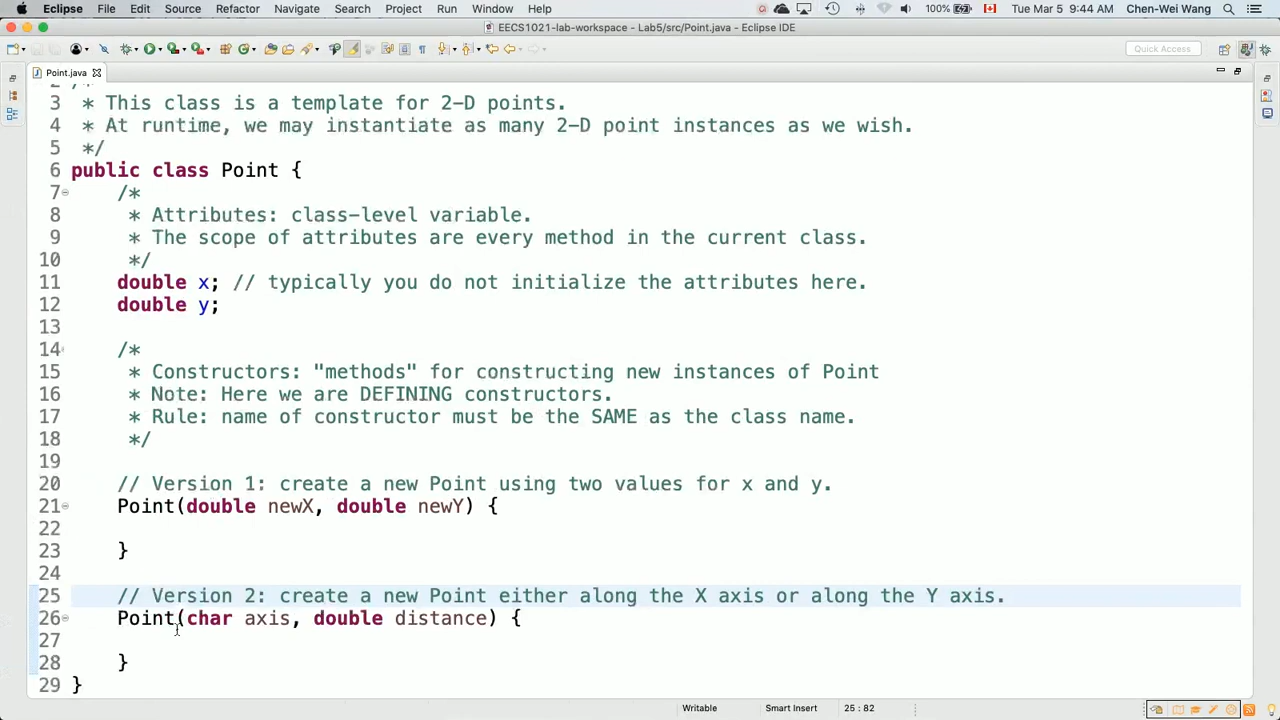 Eclipse File Edit Source Refactor Navigate Search Project Run Window Help 100% Tue Mar 5 9:44 AM Chen-Wei Wang
EECS1021-lab-workspace - Lab5/src/Point.java - Eclipse IDE
Quick Access
Point.java
3 * This class is a template for 2-D points.
4 * At runtime, we may instantiate as many 2-D point instances as we wish.
5 */
6 public class Point {
7 /*
8 * Attributes: class-level variable.
9 * The scope of attributes are every method in the current class.
10 */
11 double x; // typically you do not initialize the attributes here.
12 double y;
13
14 /*
15 * Constructors: "methods" for constructing new instances of Point
16 * Note: Here we are DEFINING constructors.
17 * Rule: name of constructor must be the SAME as the class name.
18 */
19
20 // Version 1: create a new Point using two values for x and y.
21 Point(double newX, double newY) {
22
23 }
24
25 // Version 2: create a new Point either along the X axis or along the Y axis.
26 Point(char axis, double distance) {
27
28 }
29 }
Writable Smart Insert 25 : 82